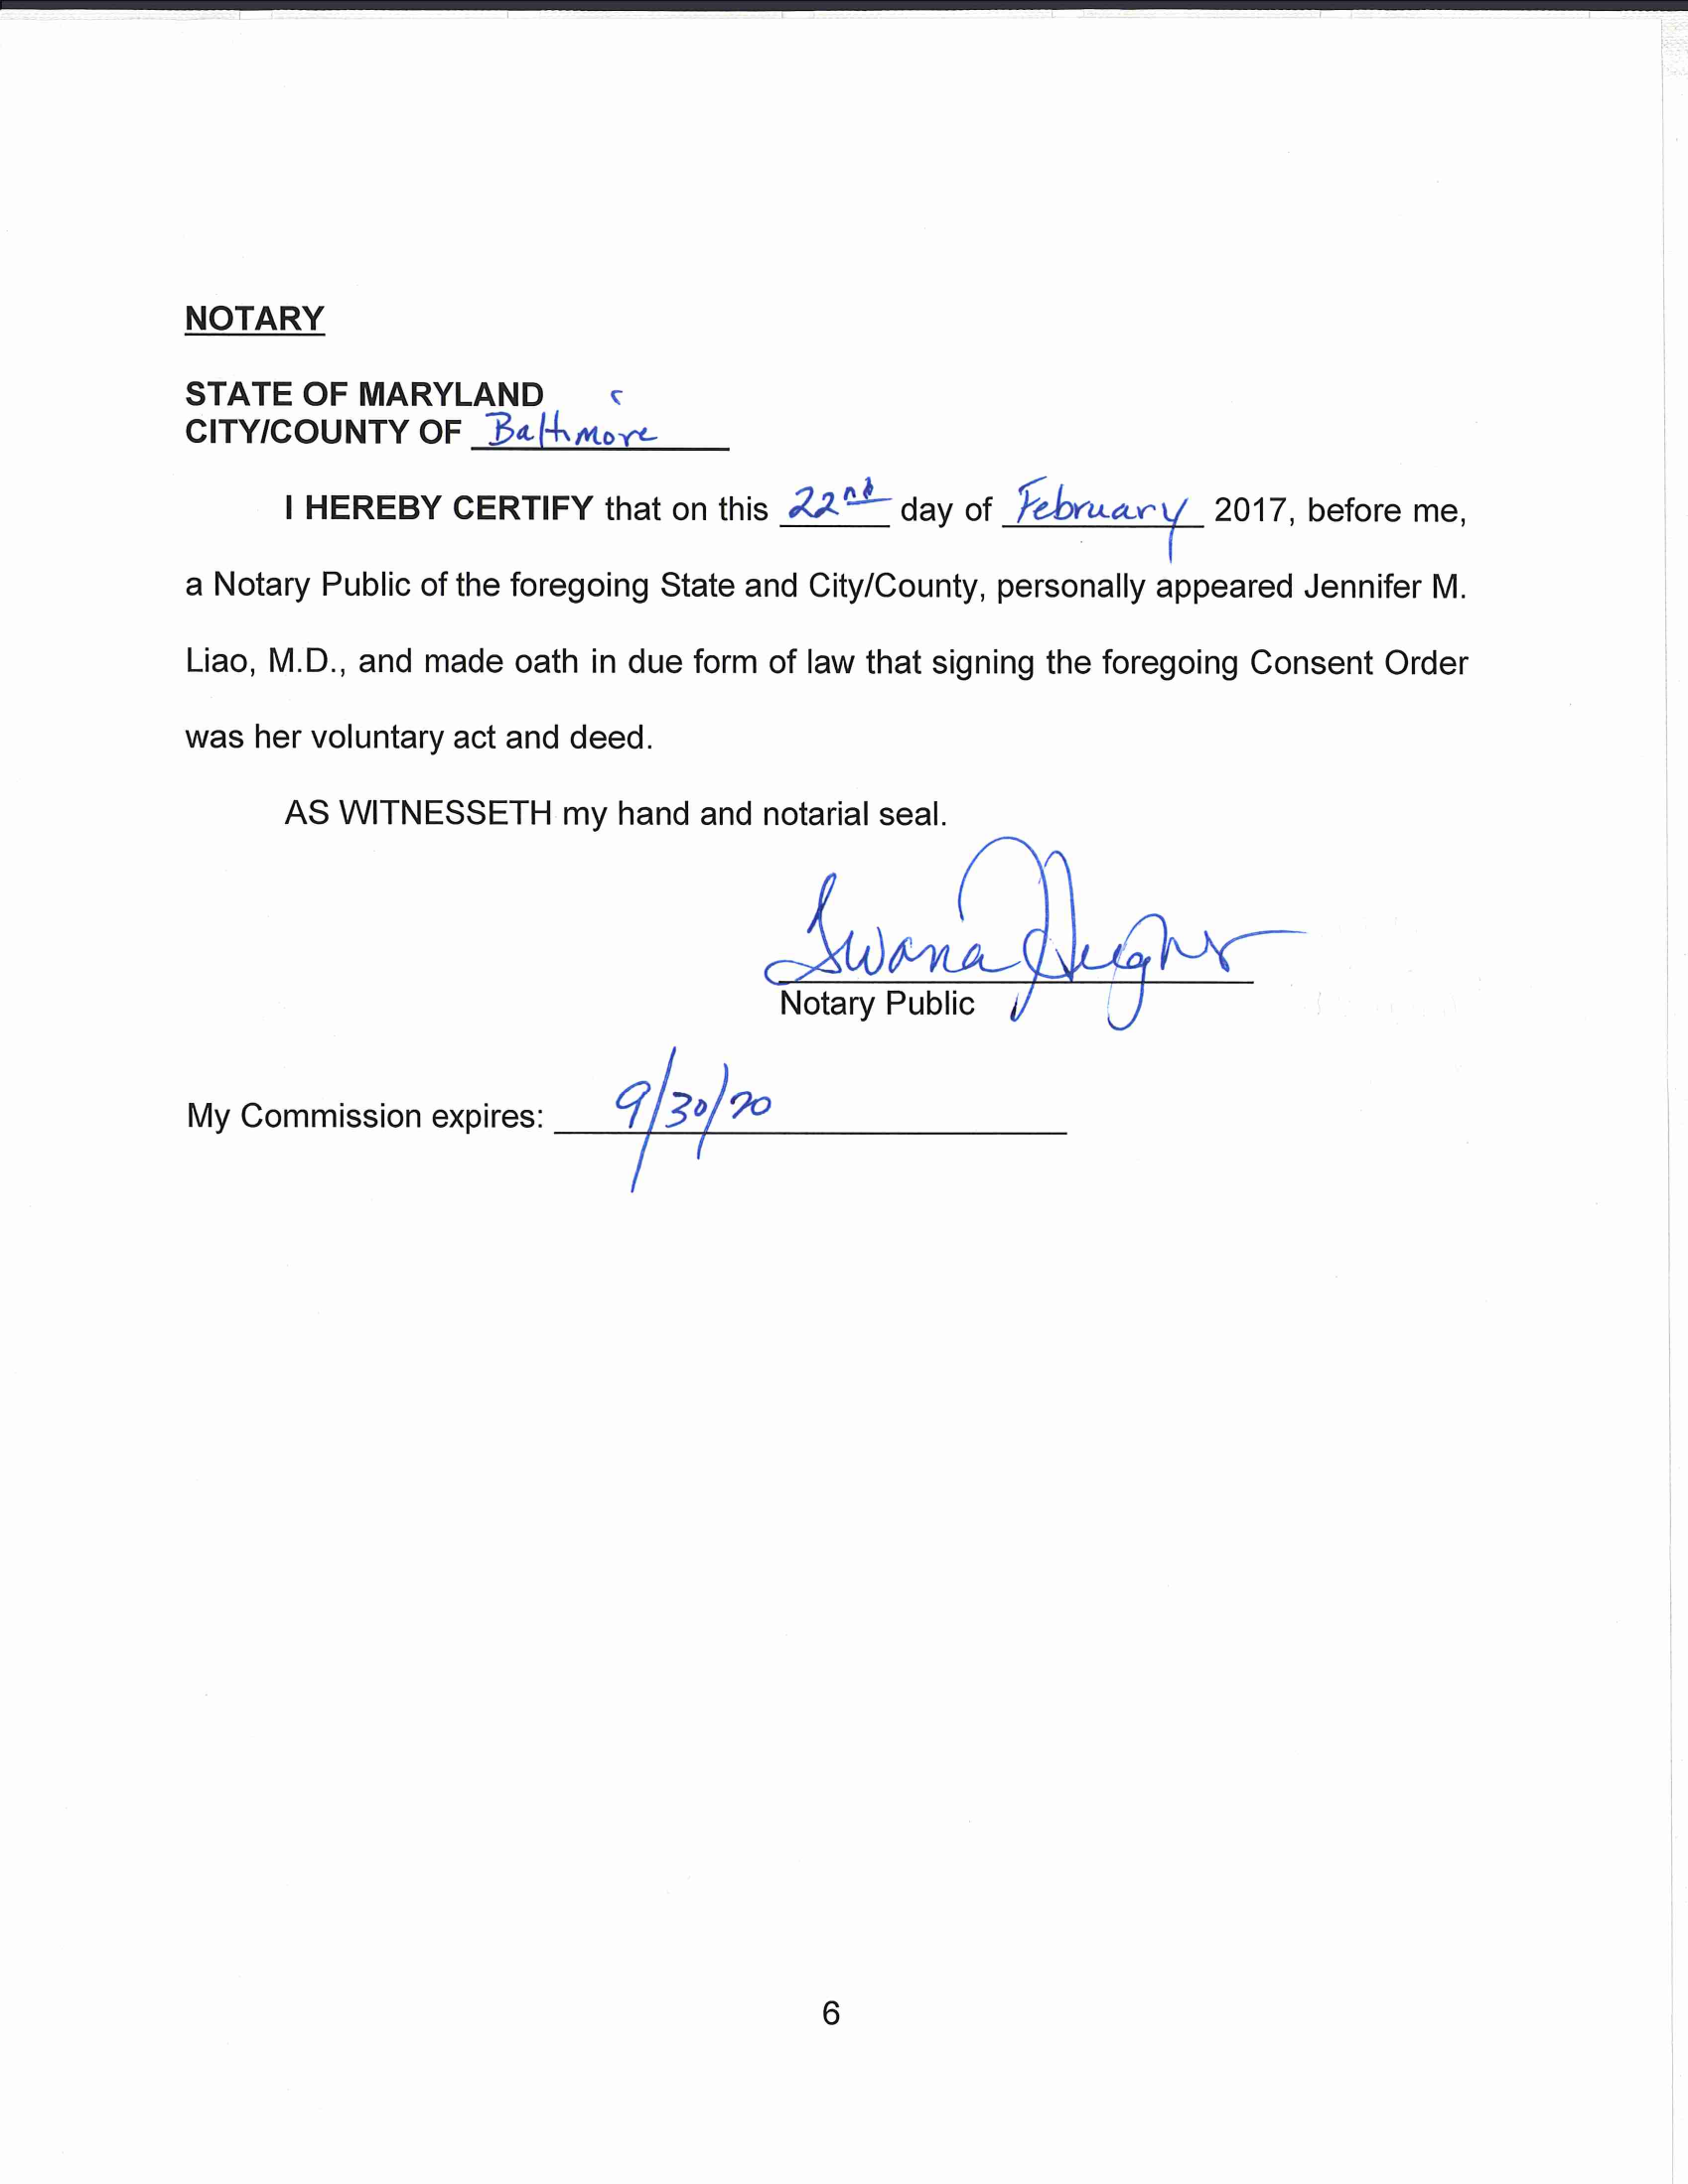 NOTARY
STATE OF MARYLAND
CITY/COUNTY OF Baltimore
I HEREBY CERTIFY that on this 22nd day of February 2017, before me,
a Notary Public of the foregoing State and City/County, personally appeared Jennifer M.
Liao, M.D., and made oath in due form of law that signing the foregoing Consent Order
was her voluntary act and deed.
AS WITNESSETH my hand and notarial seal.
Notary Public
My Commission expires: 9/30/20
6